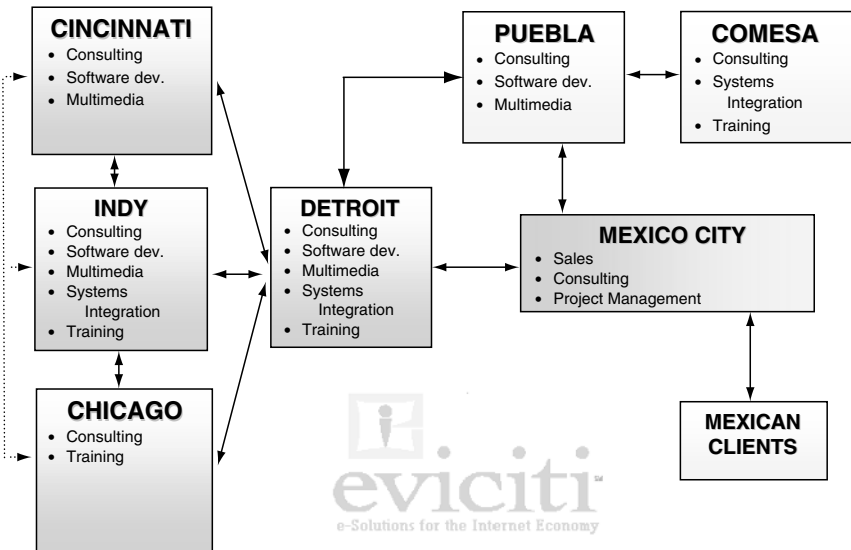 CINCINNATI
• Consulting
• Software dev.
• Multimedia
PUEBLA
• Consulting
• Software dev.
• Multimedia
COMESA
• Consulting
• Systems
Integration
• Training
INDY
• Consulting
• Software dev.
• Multimedia
• Systems
Integration
• Training
DETROIT
• Consulting
• Software dev.
• Multimedia
• Systems
Integration
• Training
MEXICO CITY
• Sales
• Consulting
• Project Management
CHICAGO
• Consulting
• Training
MEXICAN
CLIENTS
eviciti
e-Solutions for the Internet Economy